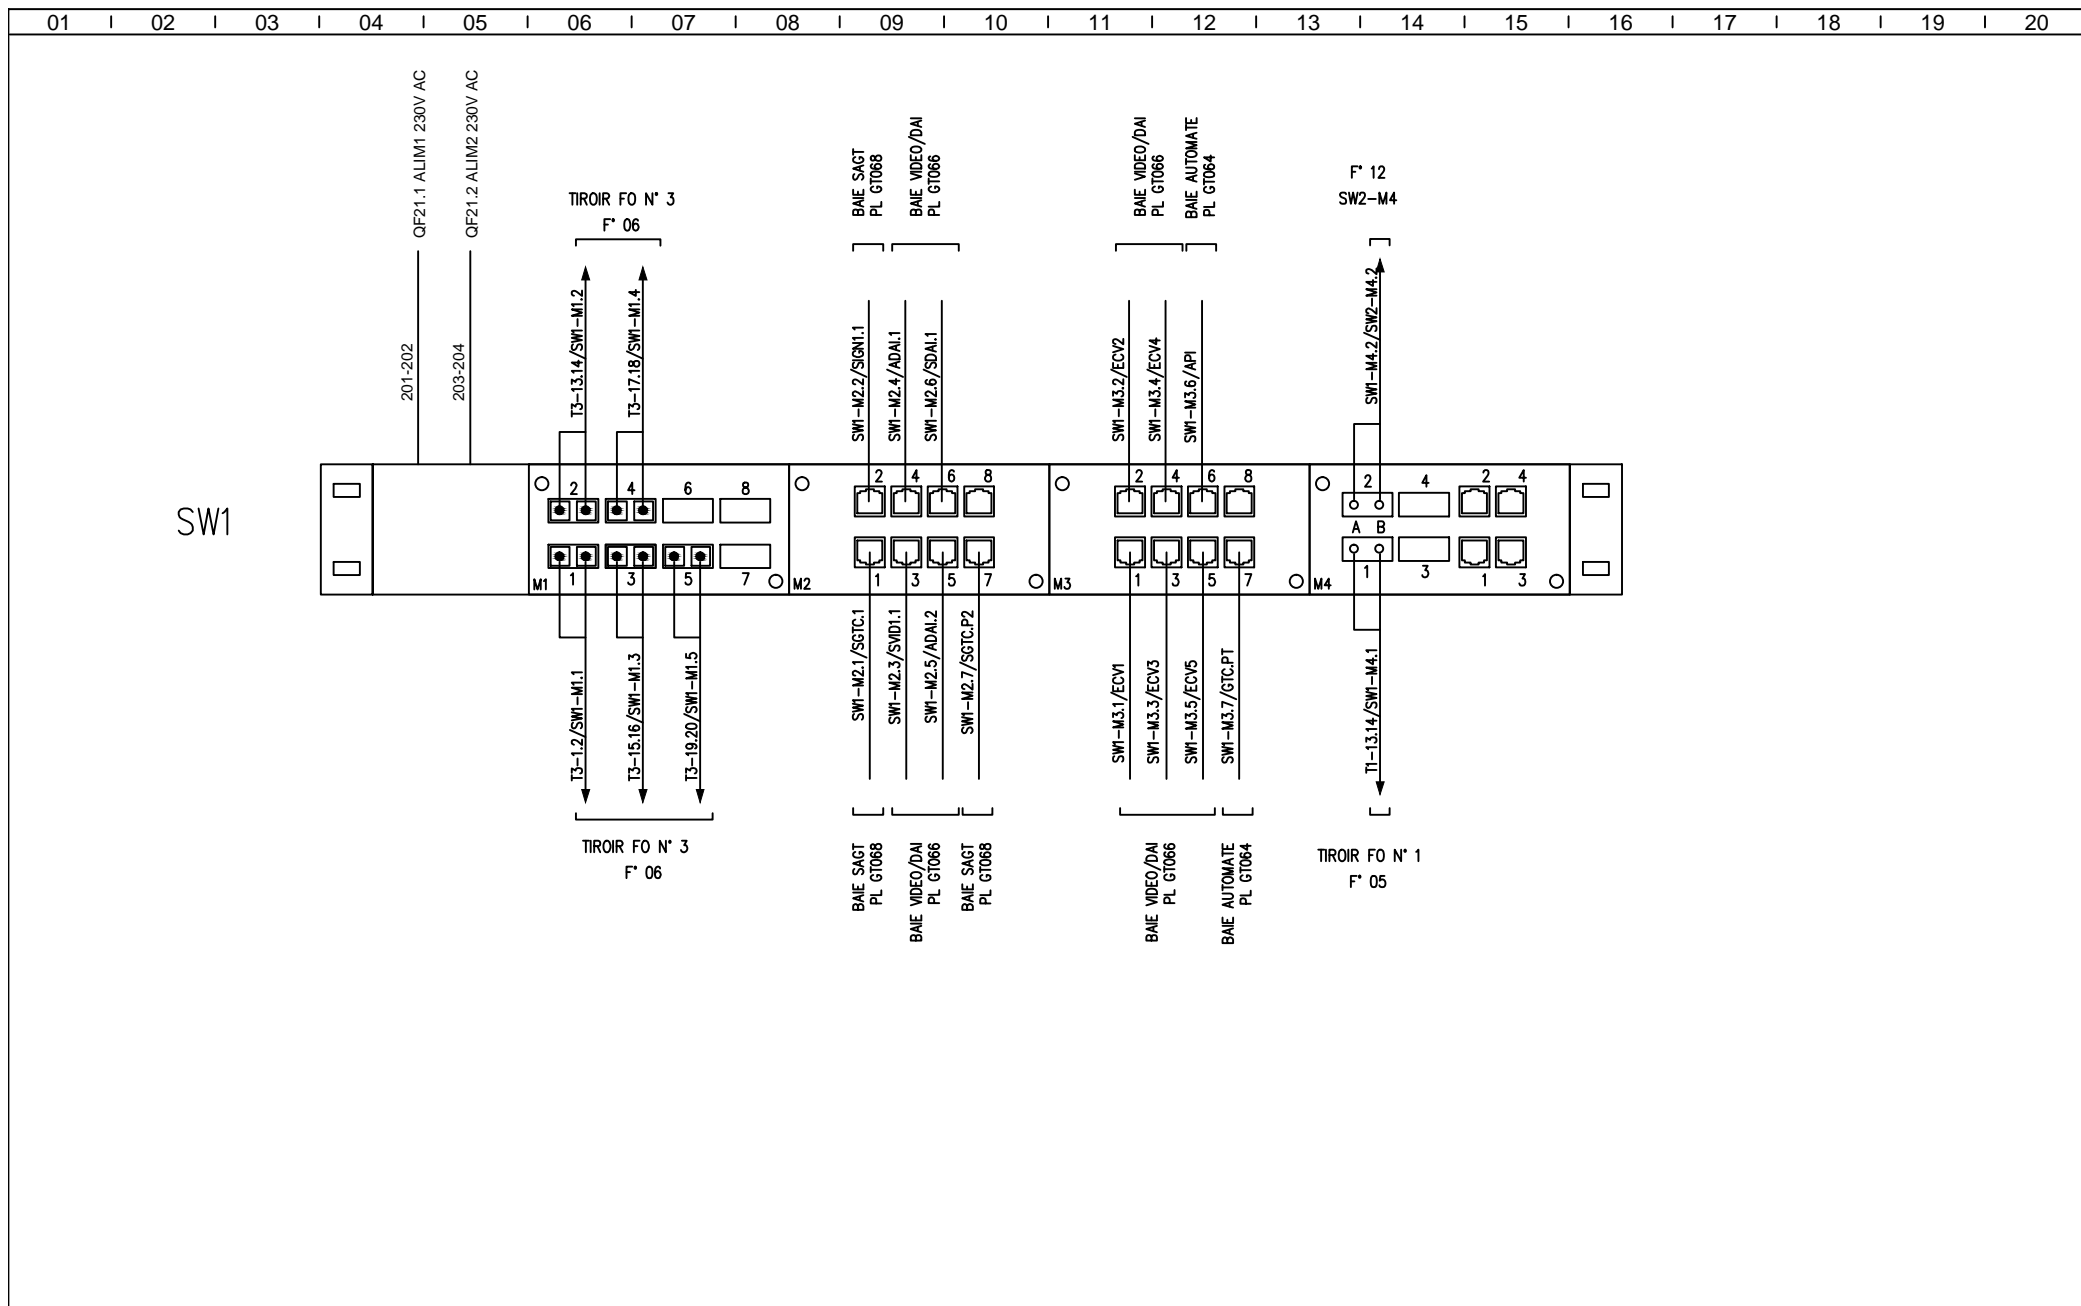 01 02 03 04 05 06 07 08 09 10 11 12 13 14 15 16 17 18 19 20
QF21.1 ALIM1 230V AC
QF21.2 ALIM2 230V AC
201-202
203-204
TIROIR FO N° 3
F° 06
T3-13.14/SW1-M1.2
T3-17.18/SW1-M1.4
BAIE SAGT
PL GT068
BAIE VIDEO/DAI
PL GT066
SW1-M2.2/SIGN1.1
SW1-M2.4/ADAI.1
SW1-M2.6/SDAI.1
BAIE VIDEO/DAI
PL GT066
BAIE AUTOMATE
PL GT064
SW1-M3.2/ECV2
SW1-M3.4/ECV4
SW1-M3.6/API
F° 12
SW2-M4
SW1-M4.2/SW2-M4.2
SW1
2 4 6 8
1 3 5 7
M1
2 4 6 8
1 3 5 7
M2
2 4 6 8
1 3 5 7
M3
2 4 2 4
A B
1 3 1 3
M4
T3-1.2/SW1-M1.1
T3-15.16/SW1-M1.3
T3-19.20/SW1-M1.5
TIROIR FO N° 3
F° 06
SW1-M2.1/SGTC.1
SW1-M2.3/SVID1.1
SW1-M2.5/ADAI.2
SW1-M2.7/SGTC.P2
BAIE SAGT
PL GT068
BAIE VIDEO/DAI
PL GT066
BAIE SAGT
PL GT068
SW1-M3.1/ECV1
SW1-M3.3/ECV3
SW1-M3.5/ECV5
SW1-M3.7/GTC.PT
BAIE VIDEO/DAI
PL GT066
BAIE AUTOMATE
PL GT064
T1-13.14/SW1-M4.1
TIROIR FO N° 1
F° 05